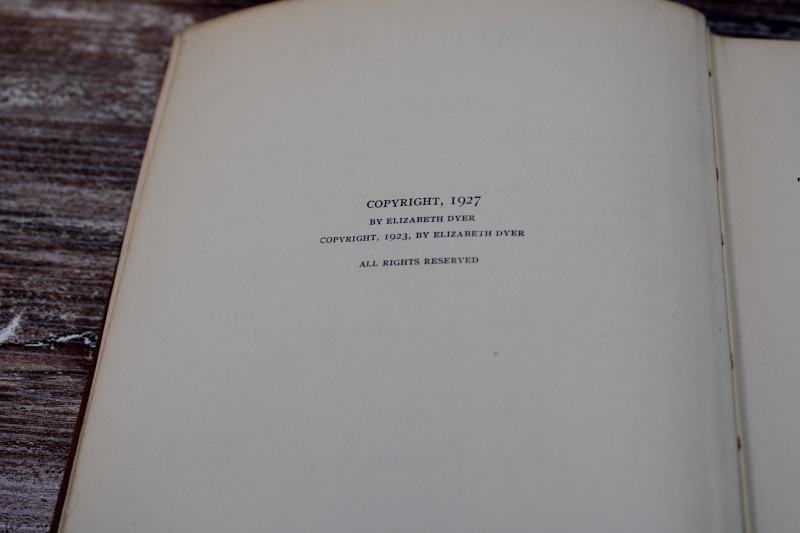 COPYRIGHT, 1927
BY ELIZABETH DYER
COPYRIGHT, 1923, BY ELIZABETH DYER
ALL RIGHTS RESERVED